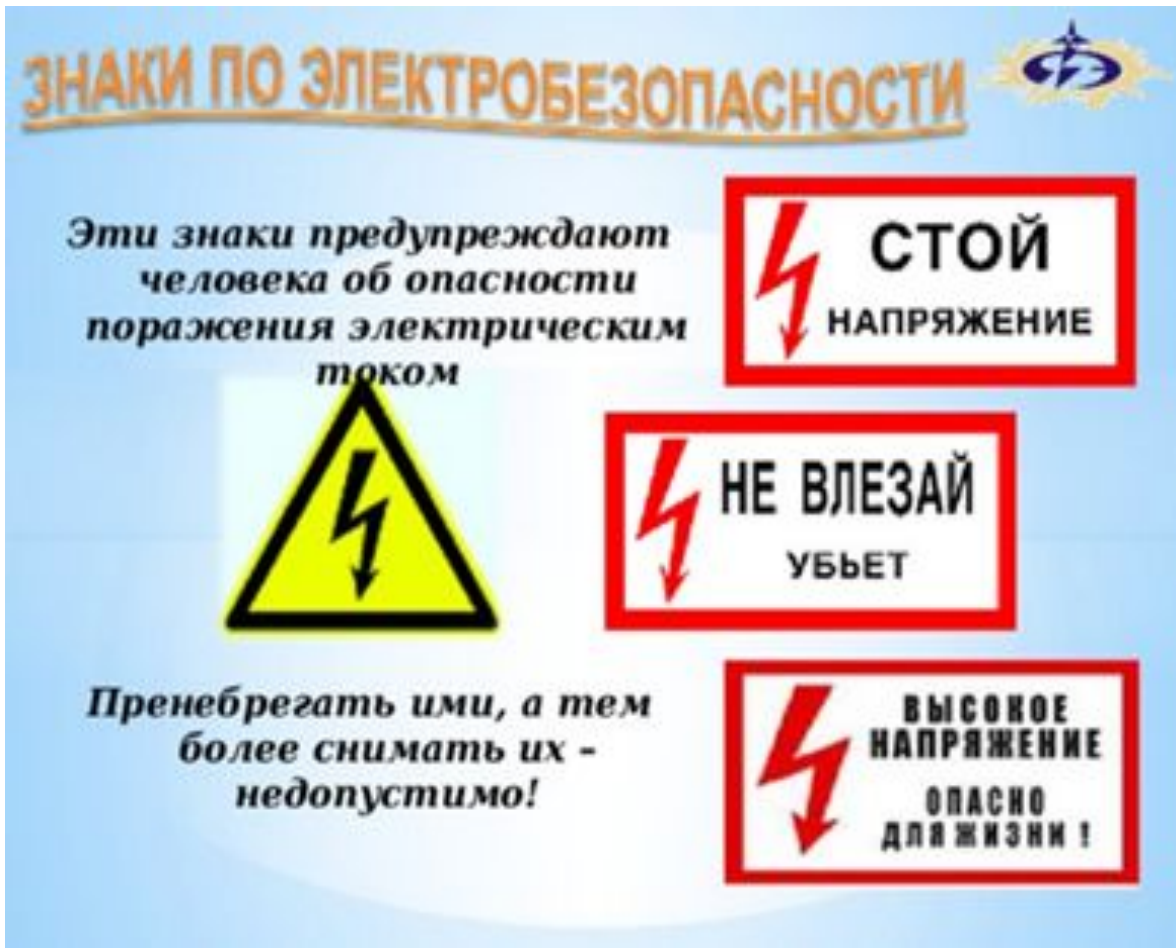 ЗНАКИ ПО ЭЛЕКТРОБЕЗОПАСНОСТИ
Эти знаки предупреждают
человека об опасности
поражения электрическим
током
СТОЙ
НАПРЯЖЕНИЕ
НЕ ВЛЕЗАЙ
УБЬЕТ
Пренебрегать ими, а тем
более снимать их –
недопустимо!
ВЫСОКОЕ
НАПРЯЖЕНИЕ
ОПАСНО
ДЛЯ ЖИЗНИ !